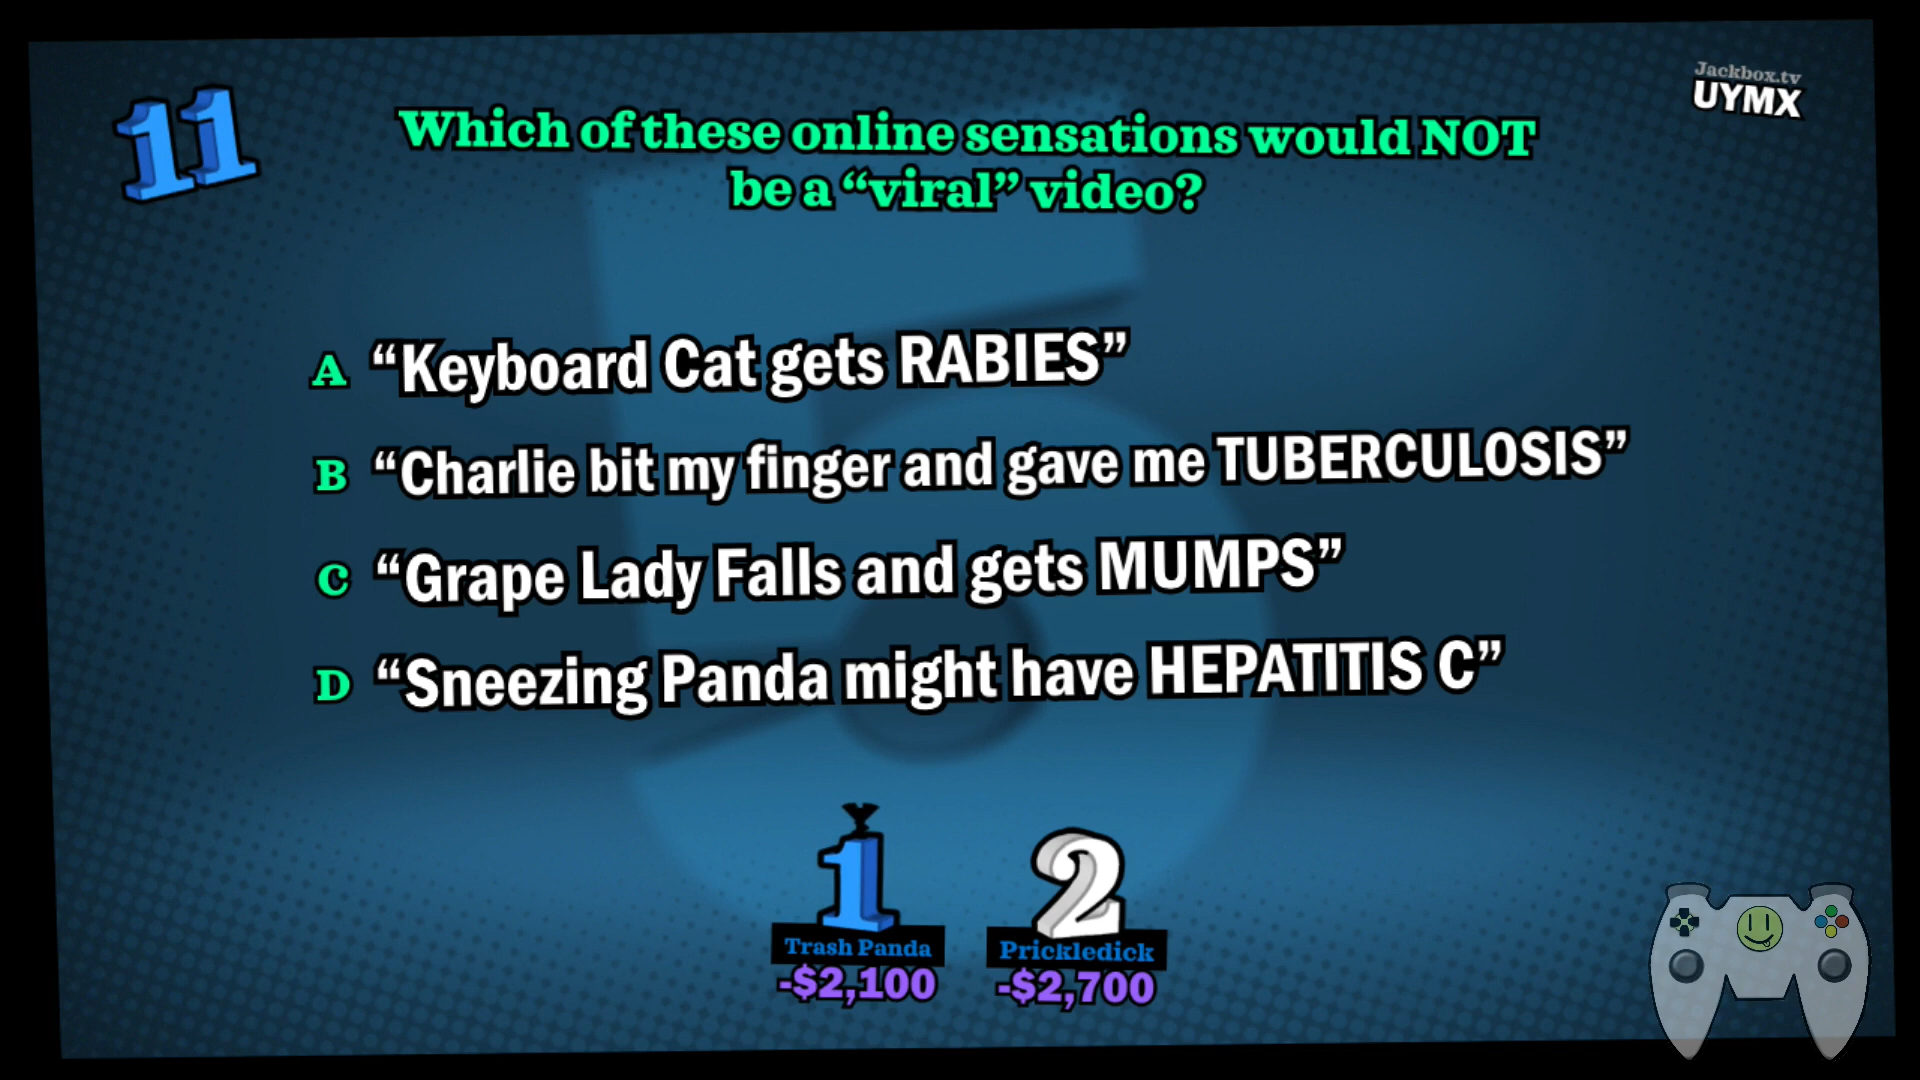 11
Jackbox.tv
UYMX
Which of these online sensations would NOT
be a “viral” video?
A “Keyboard Cat gets RABIES”
B “Charlie bit my finger and gave me TUBERCULOSIS”
C “Grape Lady Falls and gets MUMPS”
D “Sneezing Panda might have HEPATITIS C”
5
1 2
Trash Panda Prickledick
-$2,100 -$2,700